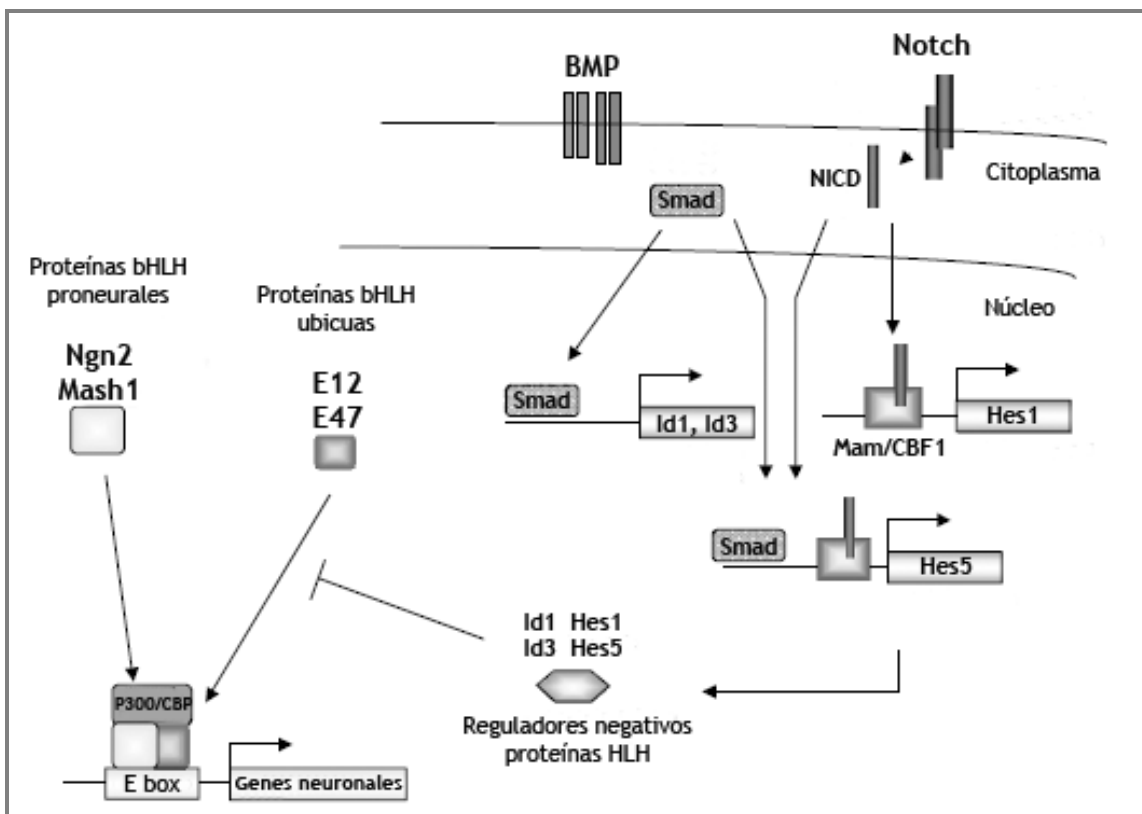 Notch
BMP
NICD
Citoplasma
Smad
Proteínas bHLH
proneurales
Proteínas bHLH
ubicuas
Núcleo
Ngn2
Mash1
E12
E47
Smad
Id1, Id3
Hes1
Mam/CBF1
Smad
Hes5
Id1 Hes1
Id3 Hes5
P300/CBP
Reguladores negativos
proteínas HLH
E box
Genes neuronales